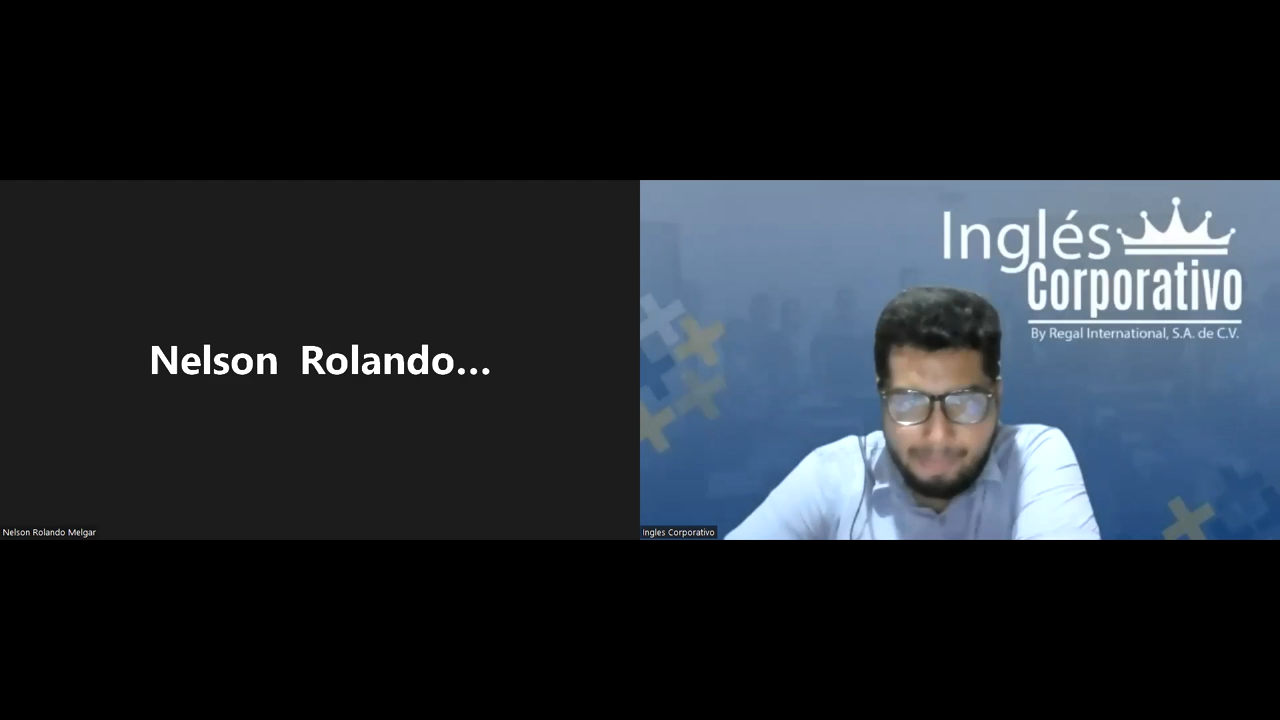 Nelson Rolando...
Nelson Rolando Melgar
Inglés
Corporativo
By Regal International, S.A. de C.V.
Ingles Corporativo